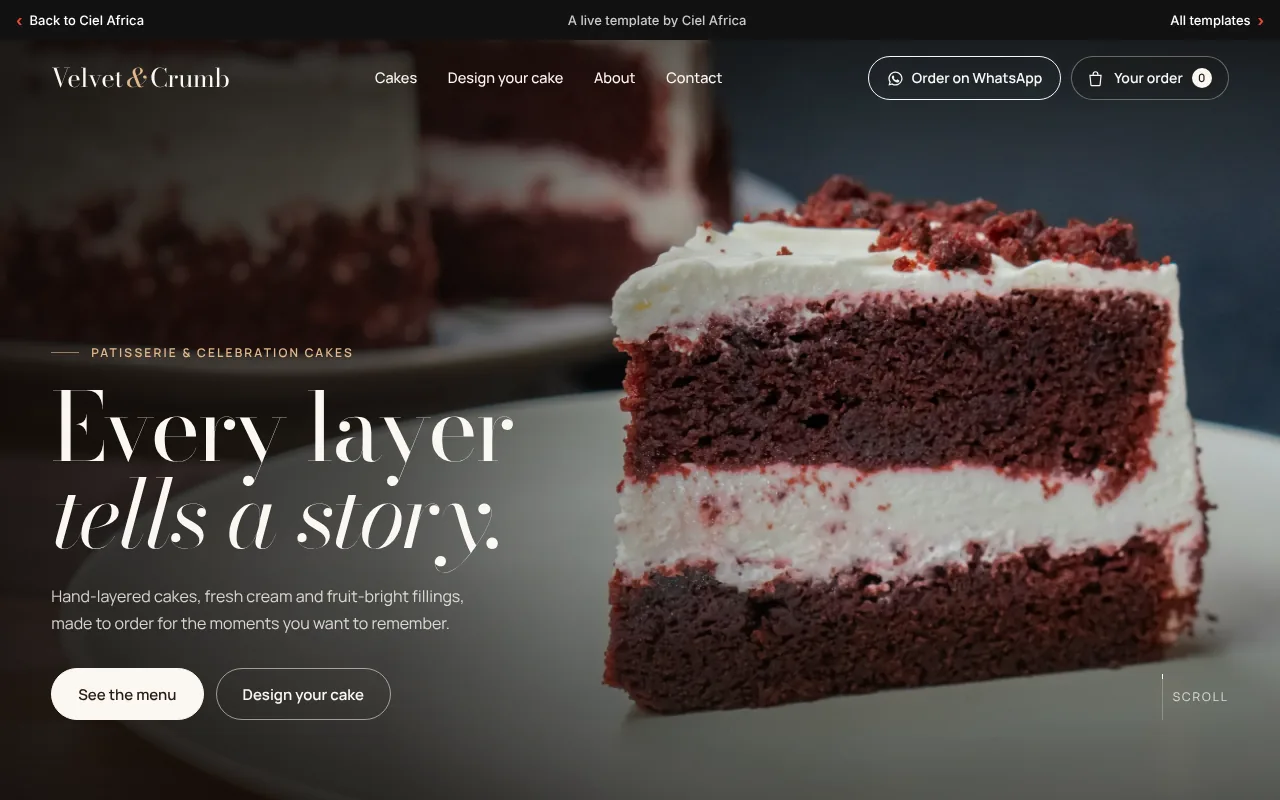 Back to Ciel Africa
A live template by Ciel Africa
All templates
Velvet & Crumb
Cakes
Design your cake
About
Contact
Order on WhatsApp
Your order 0
PATISSERIE & CELEBRATION CAKES
Every layer
tells a story.
Hand-layered cakes, fresh cream and fruit-bright fillings,
made to order for the moments you want to remember.
See the menu
Design your cake
SCROLL